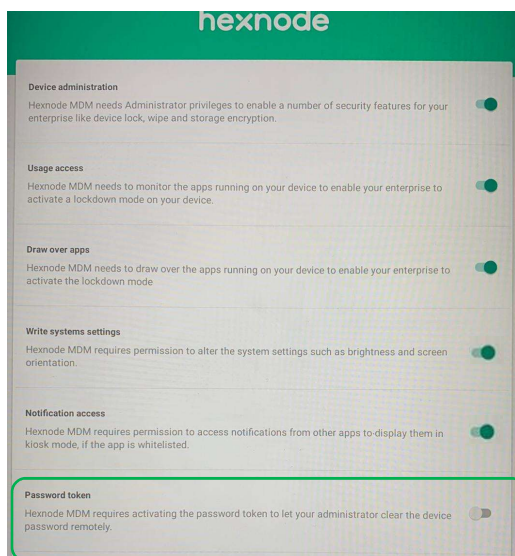 hexnode
Device administration
Hexnode MDM needs Administrator privileges to enable a number of security features for your
enterprise like device lock, wipe and storage encryption.
Usage access
Hexnode MDM needs to monitor the apps running on your device to enable your enterprise to
activate a lockdown mode on your device.
Draw over apps
Hexnode MDM needs to draw over the apps running on your device to enable your enterprise to
activate the lockdown mode
Write systems settings
Hexnode MDM requires permission to alter the system settings such as brightness and screen
orientation.
Notification access
Hexnode MDM requires permission to access notifications from other apps to display them in
kiosk mode, if the app is whitelisted.
Password token
Hexnode MDM requires activating the password token to let your administrator clear the device
password remotely.